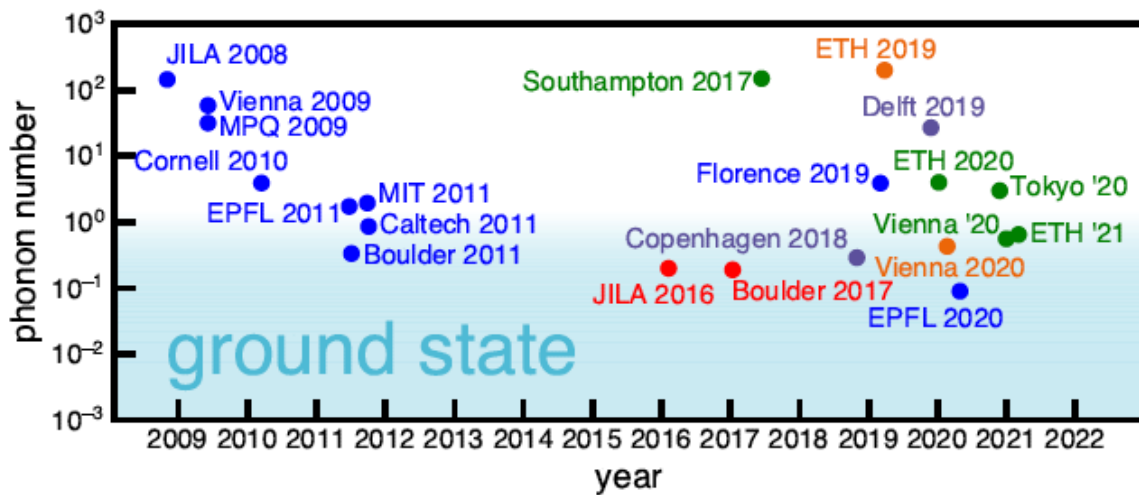 10³
JILA 2008
ETH 2019
Southampton 2017
10²
Vienna 2009
Delft 2019
MPQ 2009
10¹
Cornell 2010
ETH 2020
Florence 2019
Tokyo '20
MIT 2011
EPFL 2011
10⁰
Caltech 2011
Vienna '20
ETH '21
Copenhagen 2018
Boulder 2011
Vienna 2020
10⁻¹
JILA 2016
Boulder 2017
EPFL 2020
ground state
10⁻²
10⁻³
phonon number
2009 2010 2011 2012 2013 2014 2015 2016 2017 2018 2019 2020 2021 2022
year